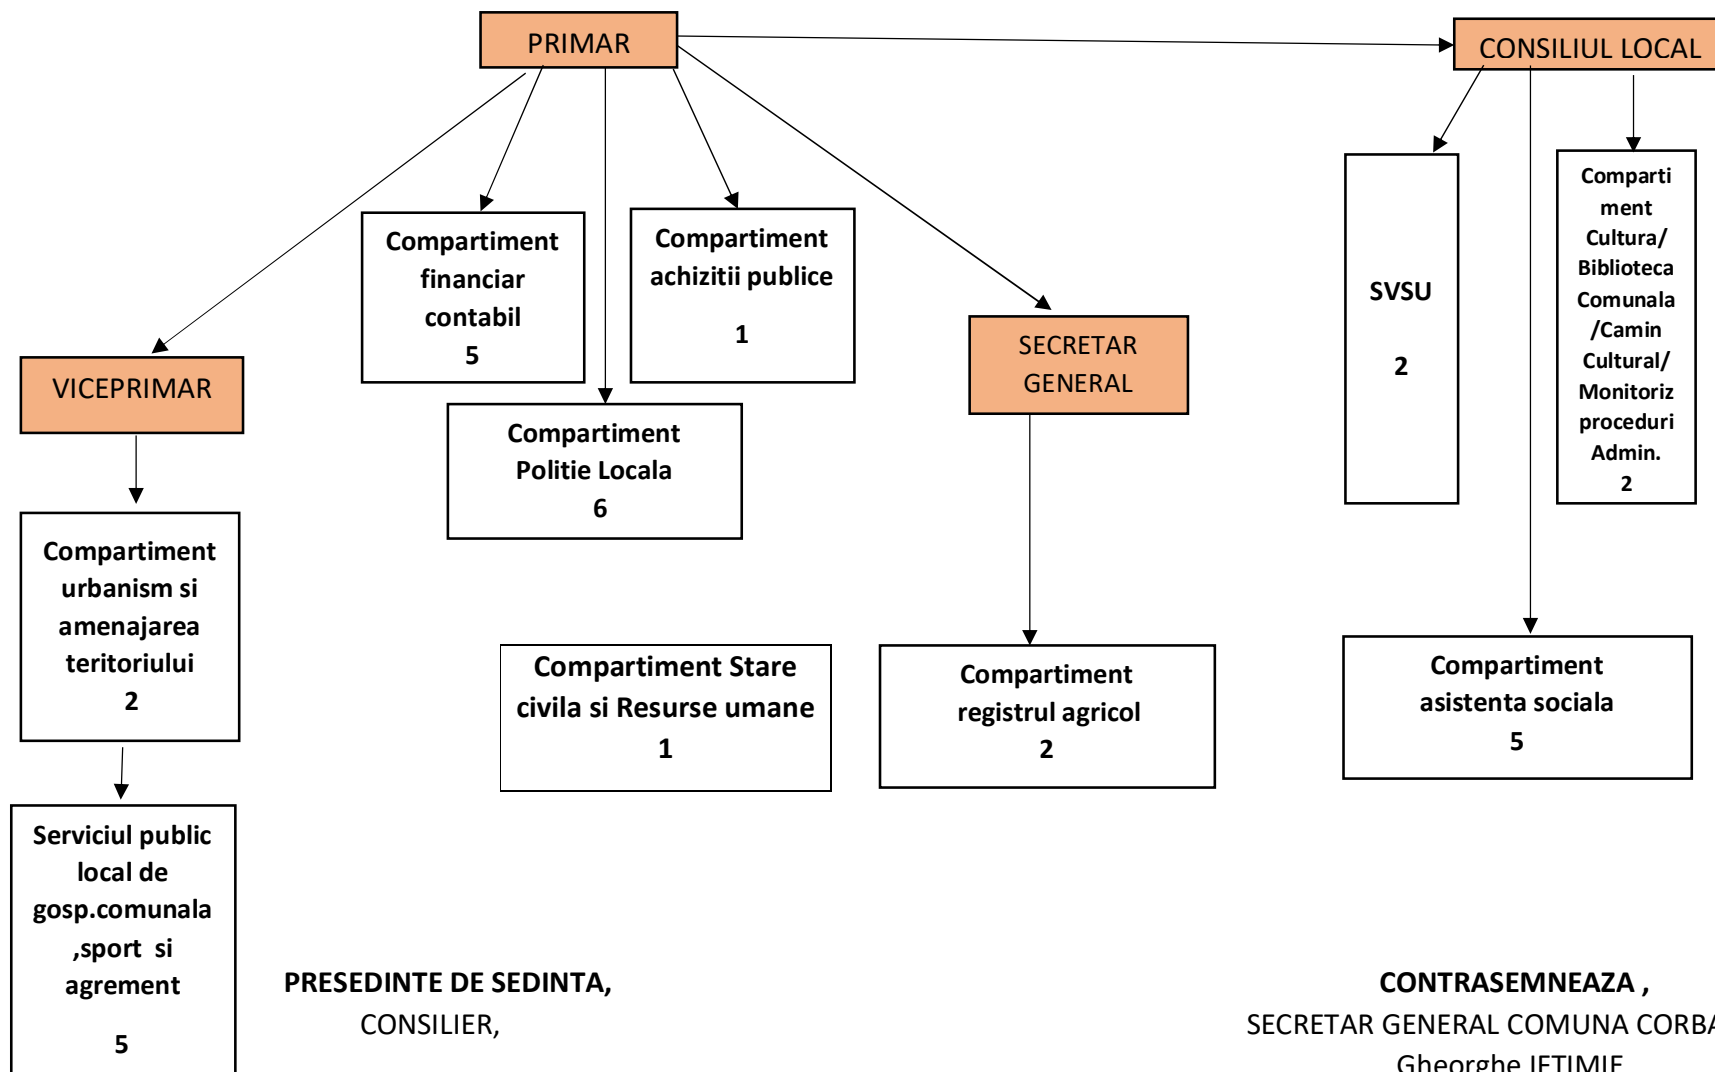 PRIMAR
CONSILIUL LOCAL
Compartiment
financiar
contabil
5
Compartiment
achizitii publice
1
SVSU
2
Comparti
ment
Cultura/
Biblioteca
Comunala
/Camin
Cultural/
Monitoriz
proceduri
Admin.
2
VICEPRIMAR
SECRETAR
GENERAL
Compartiment
Politie Locala
6
Compartiment
urbanism si
amenajarea
teritoriului
2
Compartiment Stare
civila si Resurse umane
1
Compartiment
registrul agricol
2
Compartiment
asistenta sociala
5
Serviciul public
local de
gosp.comunala
,sport si
agrement
5
PRESEDINTE DE SEDINTA,
CONSILIER,
CONTRASEMNEAZA ,
SECRETAR GENERAL COMUNA
Gheorghe IFTIMIE